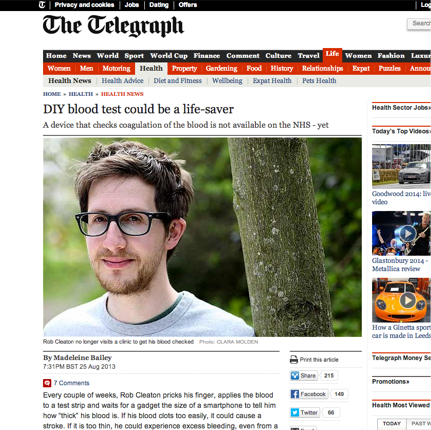 Privacy and cookies Jobs Dating Offers
Log
The Telegraph
Search
Home News World Sport World Cup Finance Comment Culture Travel Life Women Fashion Luxur
Women Men Motoring Health Property Gardening Food History Relationships Expat Puzzles Annou
Health News Health Advice Diet and Fitness Wellbeing Expat Health Pets Health
HOME » HEALTH » HEALTH NEWS
DIY blood test could be a life-saver
A device that checks coagulation of the blood is not available on the NHS - yet
Rob Cleaton no longer visits a clinic to get his blood checked Photo: CLARA MOLDEN
By Madeleine Bailey
7:31PM BST 25 Aug 2013
7 Comments
Every couple of weeks, Rob Cleaton pricks his finger, applies the
blood to a test strip and waits for a gadget the size of a smartphone to tell him
how "thick" his blood is. If his blood clots too easily, it could cause a
stroke. If it is too thin, he could experience excess bleeding, even from a
Print this article
Share 215
Facebook 149
Twitter 66
Health Sector Jobs»
Today's Top Videos»
Goodwood 2014: live
video
Glastonbury 2014 -
Metallica review
How a Ginetta sport
car is made in Leeds
Telegraph Money Se
Promotions»
Health Most Viewed
TODAY PAST W